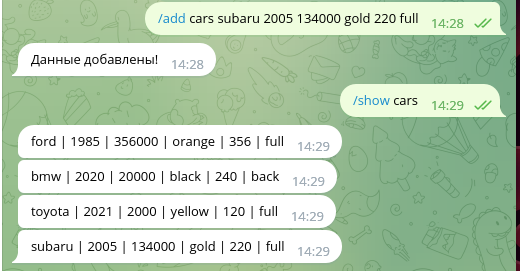 /add cars subaru 2005 134000 gold 220 full 14:28
Данные добавлены! 14:28
/show cars 14:29
ford | 1985 | 356000 | orange | 356 | full 14:29
bmw | 2020 | 20000 | black | 240 | back 14:29
toyota | 2021 | 2000 | yellow | 120 | full 14:29
subaru | 2005 | 134000 | gold | 220 | full 14:29